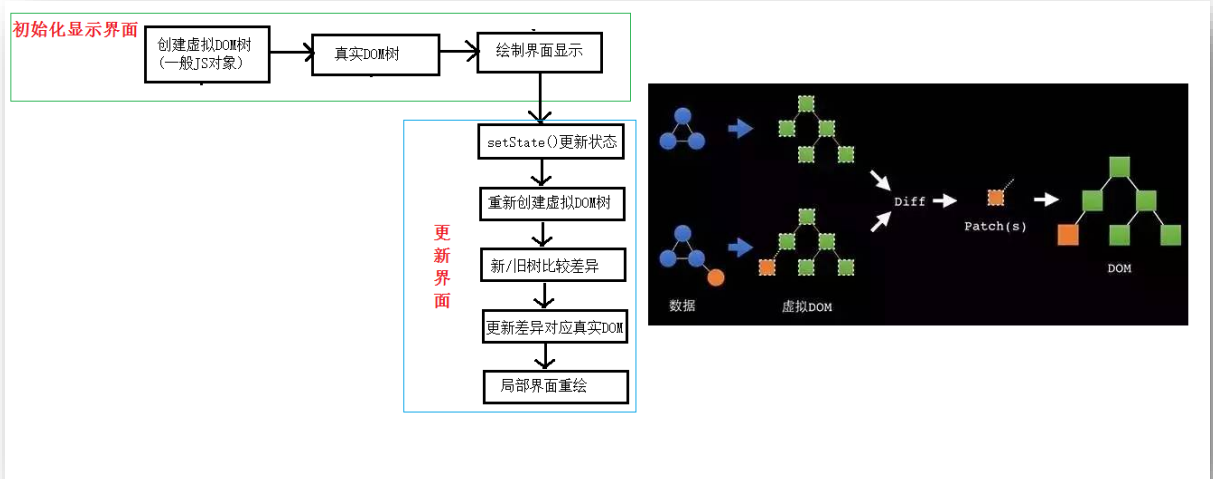 初始化显示界面
创建虚拟DOM树
(一般JS对象)
真实DOM树
绘制界面显示
setState()更新状态
重新创建虚拟DOM树
新/旧树比较差异
更新差异对应真实DOM
局部界面重绘
更
新
界
面
Diff
Patch(s)
DOM
数据
虚拟DOM